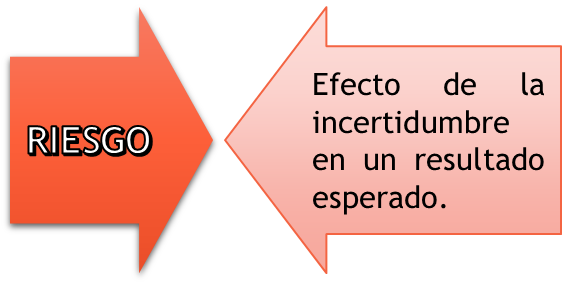 RIESGO
Efecto de la
incertidumbre
en un resultado
esperado.